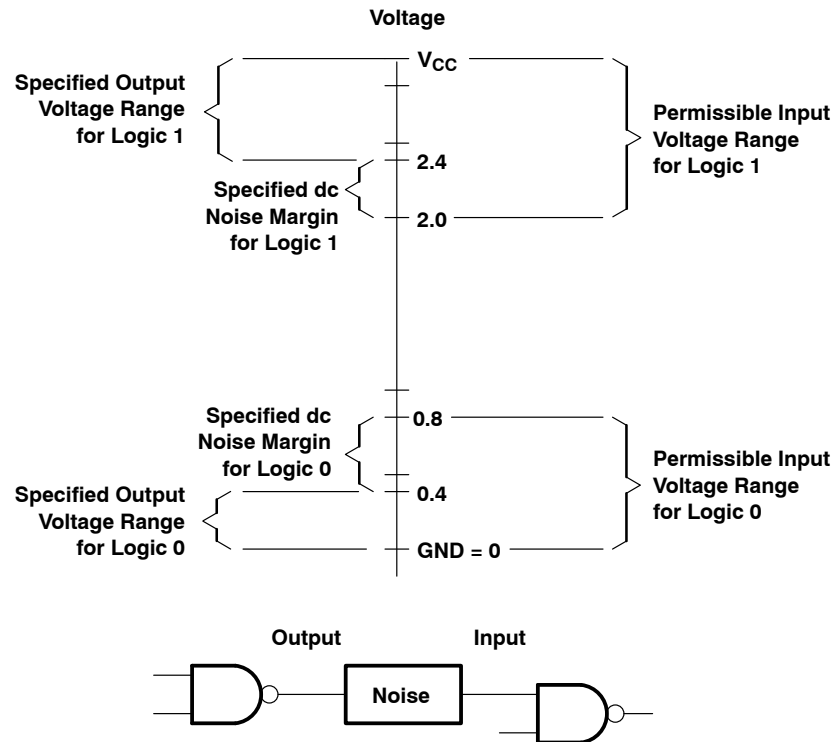 Voltage
VCC
Specified Output
Voltage Range
for Logic 1
Permissible Input
Voltage Range
for Logic 1
2.4
Specified dc
Noise Margin
for Logic 1
2.0
Specified dc
Noise Margin
for Logic 0
0.8
Permissible Input
Voltage Range
for Logic 0
Specified Output
Voltage Range
for Logic 0
0.4
GND = 0
Output
Input
Noise